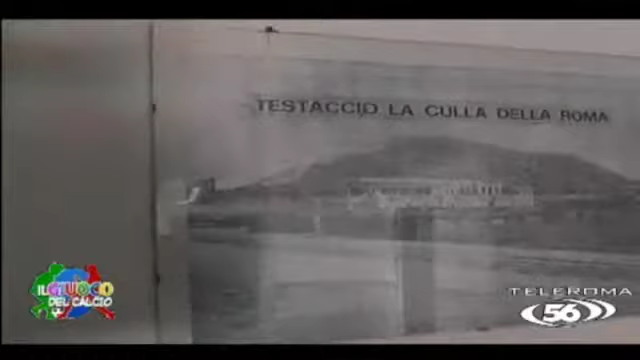 TESTACCIO LA CULLA DELLA ROMA
IL GIUOCO
DEL CALCIO
TELEROMA
56